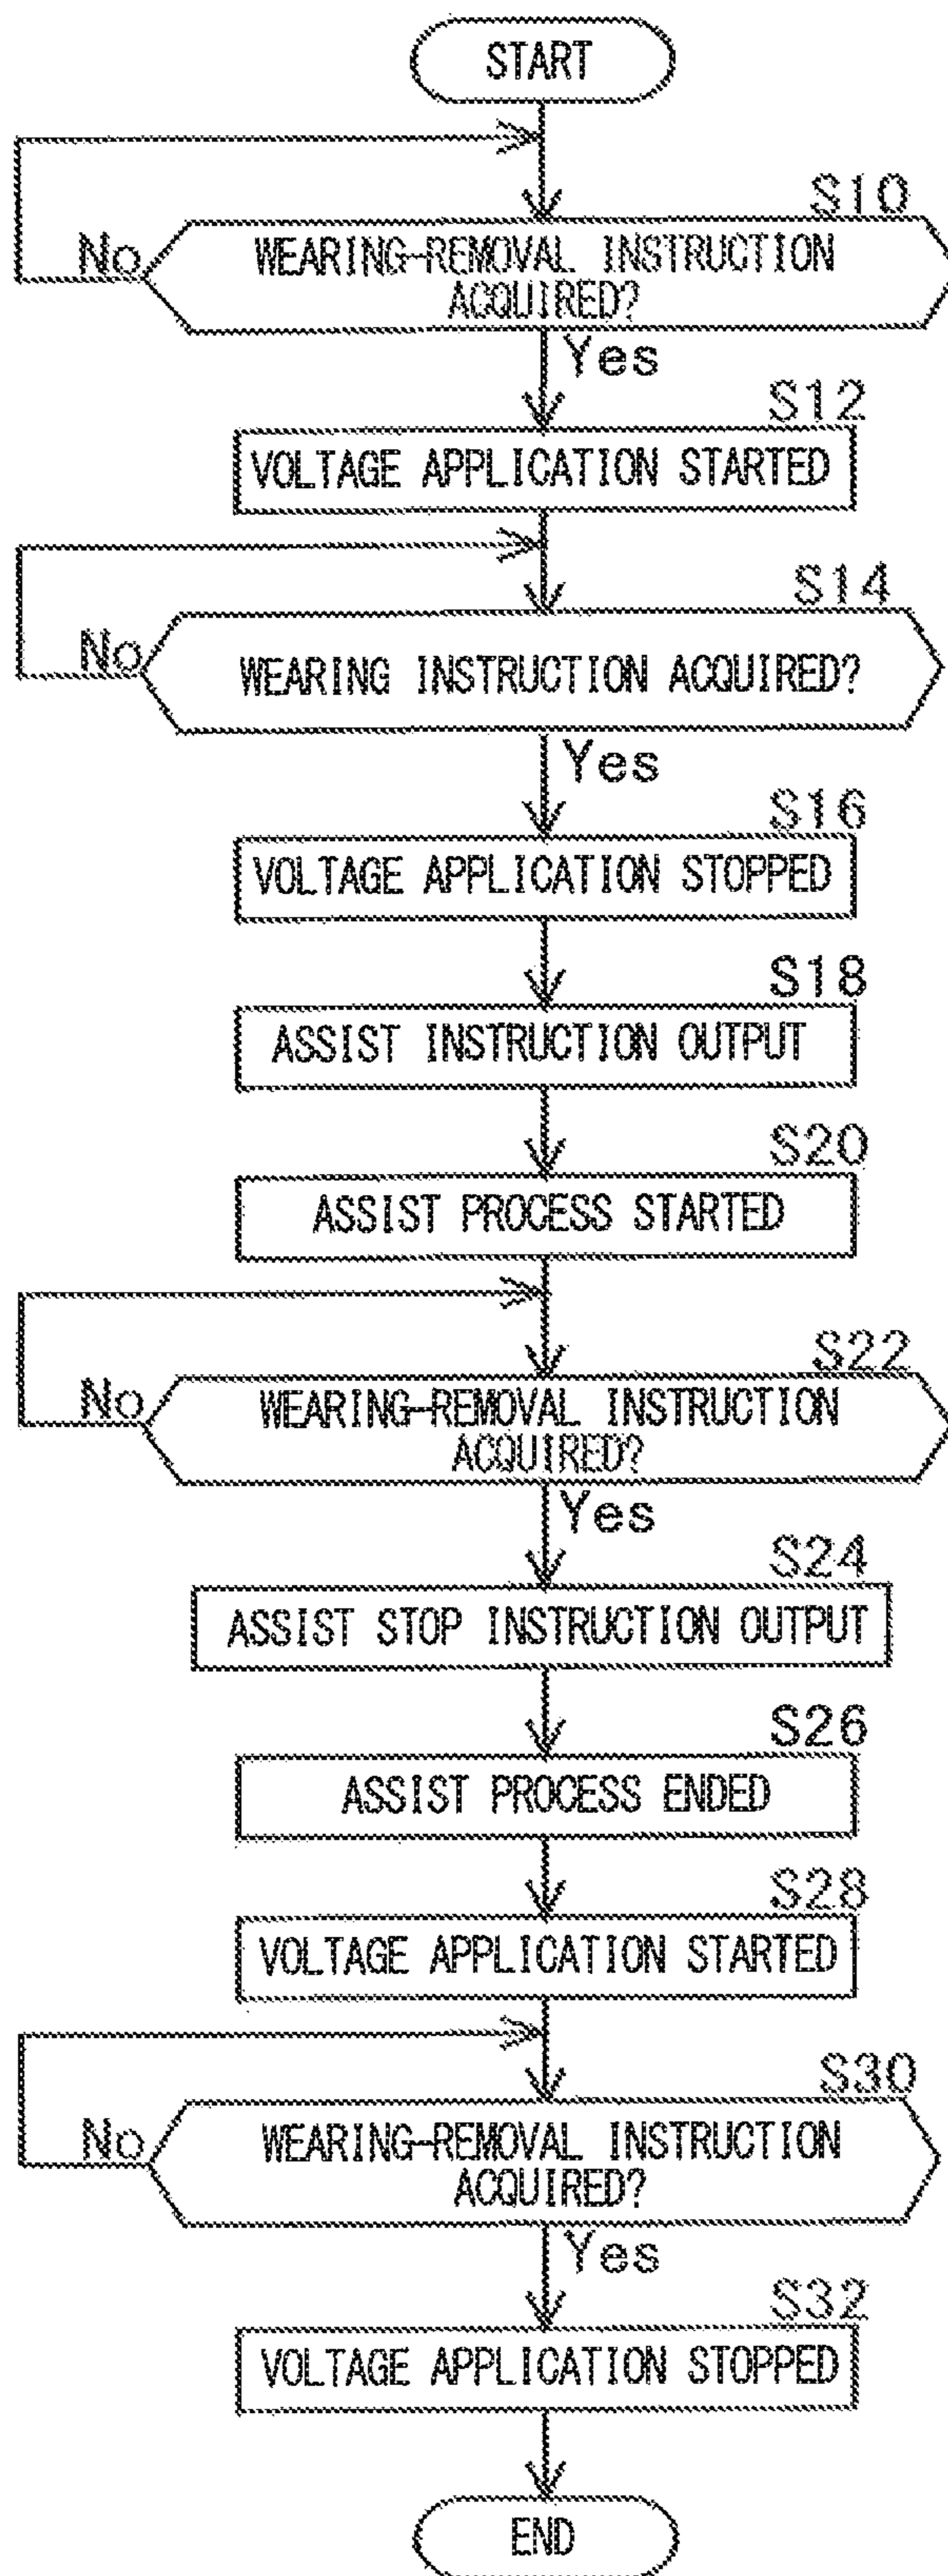 START
S10
No
WEARING-REMOVAL INSTRUCTION
ACQUIRED?
Yes
S12
VOLTAGE APPLICATION STARTED
S14
No
WEARING INSTRUCTION ACQUIRED?
Yes
S16
VOLTAGE APPLICATION STOPPED
S18
ASSIST INSTRUCTION OUTPUT
S20
ASSIST PROCESS STARTED
S22
No
WEARING-REMOVAL INSTRUCTION
ACQUIRED?
Yes
S24
ASSIST STOP INSTRUCTION OUTPUT
S26
ASSIST PROCESS ENDED
S28
VOLTAGE APPLICATION STARTED
S30
No
WEARING-REMOVAL INSTRUCTION
ACQUIRED?
Yes
S32
VOLTAGE APPLICATION STOPPED
END